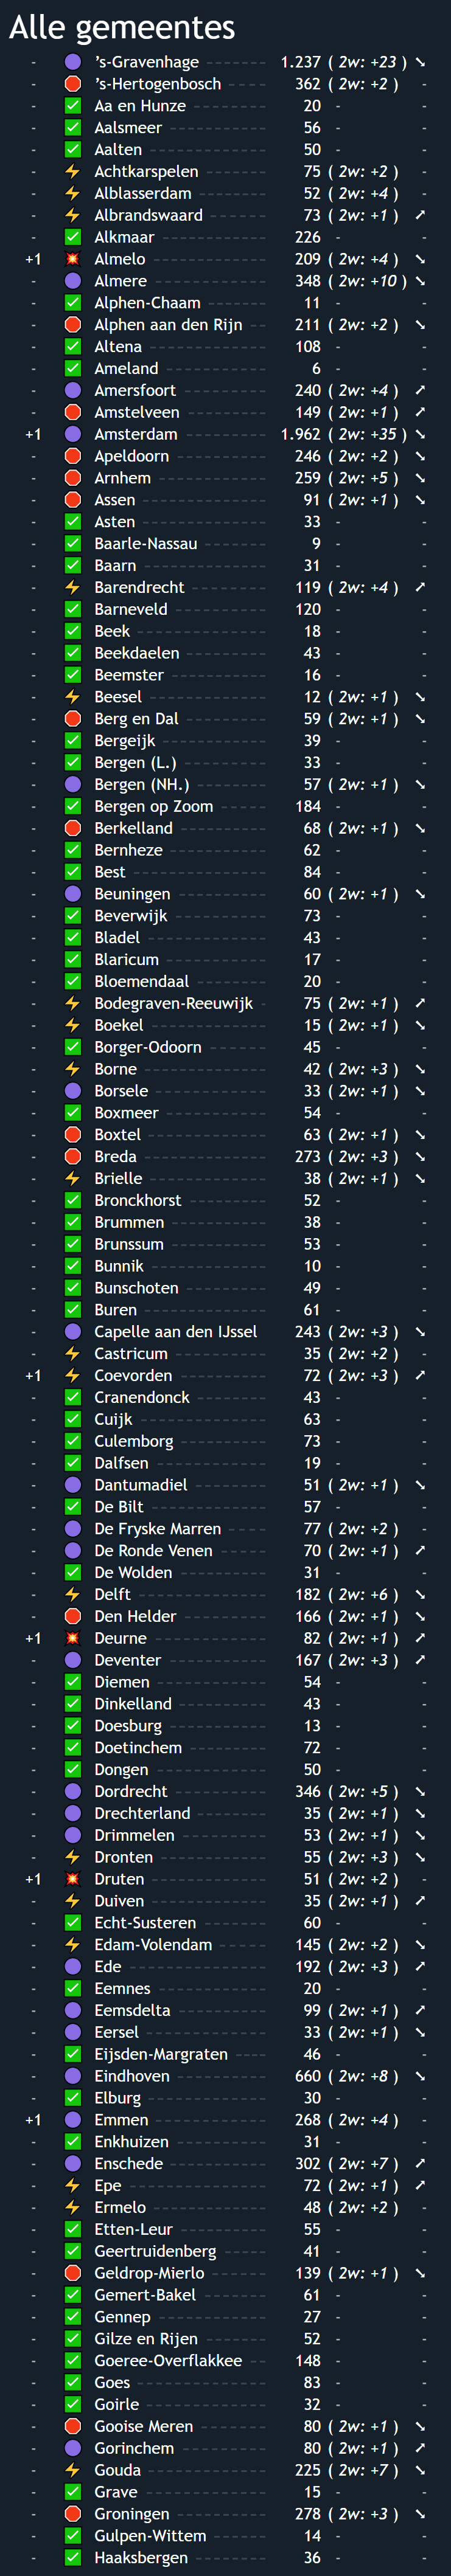 Alle gemeentes
- 's-Gravenhage 1.237 ( 2w: +23 ) ➘
- 's-Hertogenbosch 362 ( 2w: +2 ) -
- Aa en Hunze 20 - -
- Aalsmeer 56 - -
- Aalten 50 - -
- Achtkarspelen 75 ( 2w: +2 ) -
- Alblasserdam 52 ( 2w: +4 ) -
- Albrandswaard 73 ( 2w: +1 ) ➚
- Alkmaar 226 - -
+1 Almelo 209 ( 2w: +4 ) ➘
- Almere 348 ( 2w: +10 ) ➘
- Alphen-Chaam 11 - -
- Alphen aan den Rijn 211 ( 2w: +2 ) ➘
- Altena 108 - -
- Ameland 6 - -
- Amersfoort 240 ( 2w: +4 ) ➚
- Amstelveen 149 ( 2w: +1 ) ➚
+1 Amsterdam 1.962 ( 2w: +35 ) ➘
- Apeldoorn 246 ( 2w: +2 ) ➘
- Arnhem 259 ( 2w: +5 ) ➘
- Assen 91 ( 2w: +1 ) ➘
- Asten 33 - -
- Baarle-Nassau 9 - -
- Baarn 31 - -
- Barendrecht 119 ( 2w: +4 ) ➚
- Barneveld 120 - -
- Beek 18 - -
- Beekdaelen 43 - -
- Beemster 16 - -
- Beesel 12 ( 2w: +1 ) ➘
- Berg en Dal 59 ( 2w: +1 ) ➘
- Bergeijk 39 - -
- Bergen (L.) 33 - -
- Bergen (NH.) 57 ( 2w: +1 ) ➘
- Bergen op Zoom 184 - -
- Berkelland 68 ( 2w: +1 ) ➘
- Bernheze 62 - -
- Best 84 - -
- Beuningen 60 ( 2w: +1 ) ➘
- Beverwijk 73 - -
- Bladel 43 - -
- Blaricum 17 - -
- Bloemendaal 20 - -
- Bodegraven-Reeuwijk 75 ( 2w: +1 ) ➚
- Boekel 15 ( 2w: +1 ) ➘
- Borger-Odoorn 45 - -
- Borne 42 ( 2w: +3 ) ➘
- Borsele 33 ( 2w: +1 ) ➘
- Boxmeer 54 - -
- Boxtel 63 ( 2w: +1 ) ➘
- Breda 273 ( 2w: +3 ) ➘
- Brielle 38 ( 2w: +1 ) ➘
- Bronckhorst 52 - -
- Brummen 38 - -
- Brunssum 53 - -
- Bunnik 10 - -
- Bunschoten 49 - -
- Buren 61 - -
- Capelle aan den IJssel 243 ( 2w: +3 ) ➘
- Castricum 35 ( 2w: +2 ) -
+1 Coevorden 72 ( 2w: +3 ) ➚
- Cranendonck 43 - -
- Cuijk 63 - -
- Culemborg 73 - -
- Dalfsen 19 - -
- Dantumadiel 51 ( 2w: +1 ) ➘
- De Bilt 57 - -
- De Fryske Marren 77 ( 2w: +2 ) -
- De Ronde Venen 70 ( 2w: +1 ) ➚
- De Wolden 31 - -
- Delft 182 ( 2w: +6 ) ➘
- Den Helder 166 ( 2w: +1 ) ➘
+1 Deurne 82 ( 2w: +1 ) ➚
- Deventer 167 ( 2w: +3 ) ➚
- Diemen 54 - -
- Dinkelland 43 - -
- Doesburg 13 - -
- Doetinchem 72 - -
- Dongen 50 - -
- Dordrecht 346 ( 2w: +5 ) ➘
- Drechterland 35 ( 2w: +1 ) ➘
- Drimmelen 53 ( 2w: +1 ) ➘
- Dronten 55 ( 2w: +3 ) ➘
+1 Druten 51 ( 2w: +2 ) -
- Duiven 35 ( 2w: +1 ) ➚
- Echt-Susteren 60 - -
- Edam-Volendam 145 ( 2w: +2 ) ➘
- Ede 192 ( 2w: +3 ) ➚
- Eemnes 20 - -
- Eemsdelta 99 ( 2w: +1 ) ➚
- Eersel 33 ( 2w: +1 ) ➘
- Eijsden-Margraten 46 - -
- Eindhoven 660 ( 2w: +8 ) ➘
- Elburg 30 - -
+1 Emmen 268 ( 2w: +4 ) -
- Enkhuizen 31 - -
- Enschede 302 ( 2w: +7 ) ➚
- Epe 72 ( 2w: +1 ) ➚
- Ermelo 48 ( 2w: +2 ) -
- Etten-Leur 55 - -
- Geertruidenberg 41 - -
- Geldrop-Mierlo 139 ( 2w: +1 ) ➘
- Gemert-Bakel 61 - -
- Gennep 27 - -
- Gilze en Rijen 52 - -
- Goeree-Overflakkee 148 - -
- Goes 83 - -
- Goirle 32 - -
- Gooise Meren 80 ( 2w: +1 ) ➘
- Gorinchem 80 ( 2w: +1 ) ➚
- Gouda 225 ( 2w: +7 ) ➘
- Grave 15 - -
- Groningen 278 ( 2w: +3 ) ➘
- Gulpen-Wittem 14 - -
- Haaksbergen 36 - -